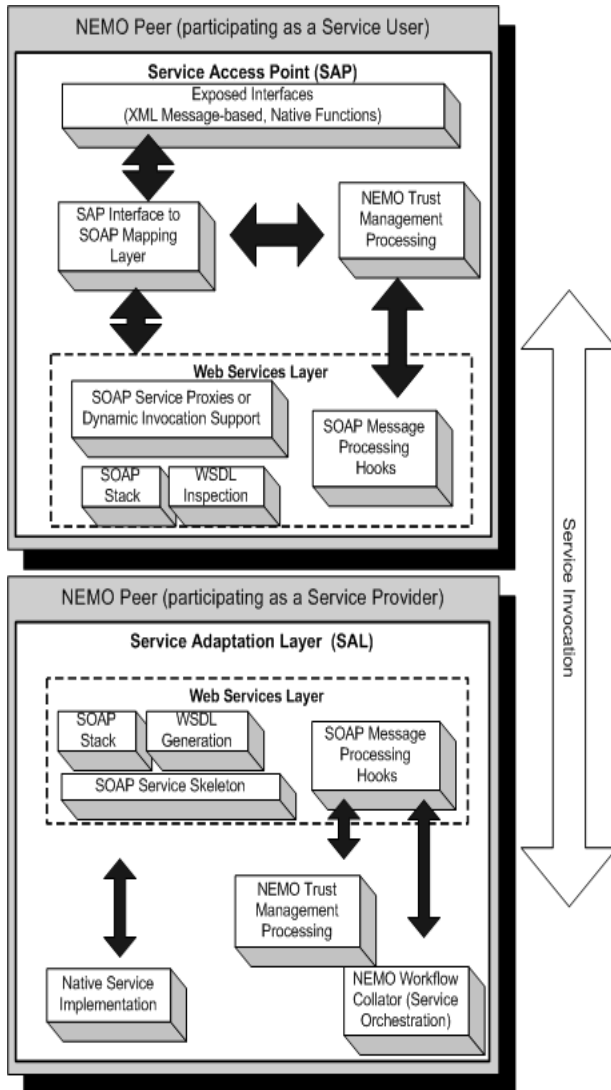 NEMO Peer (participating as a Service User)
Service Access Point (SAP)
Exposed Interfaces
(XML Message-based, Native Functions)
SAP Interface to
SOAP Mapping
Layer
NEMO Trust
Management
Processing
Web Services Layer
SOAP Service Proxies or
Dynamic Invocation Support
SOAP Message
Processing
Hooks
SOAP
Stack
WSDL
Inspection
Service Invocation
NEMO Peer (participating as a Service Provider)
Service Adaptation Layer (SAL)
Web Services Layer
SOAP
Stack
WSDL
Generation
SOAP Message
Processing
Hooks
SOAP Service Skeleton
NEMO Trust
Management
Processing
Native Service
Implementation
NEMO Workflow
Collator (Service
Orchestration)